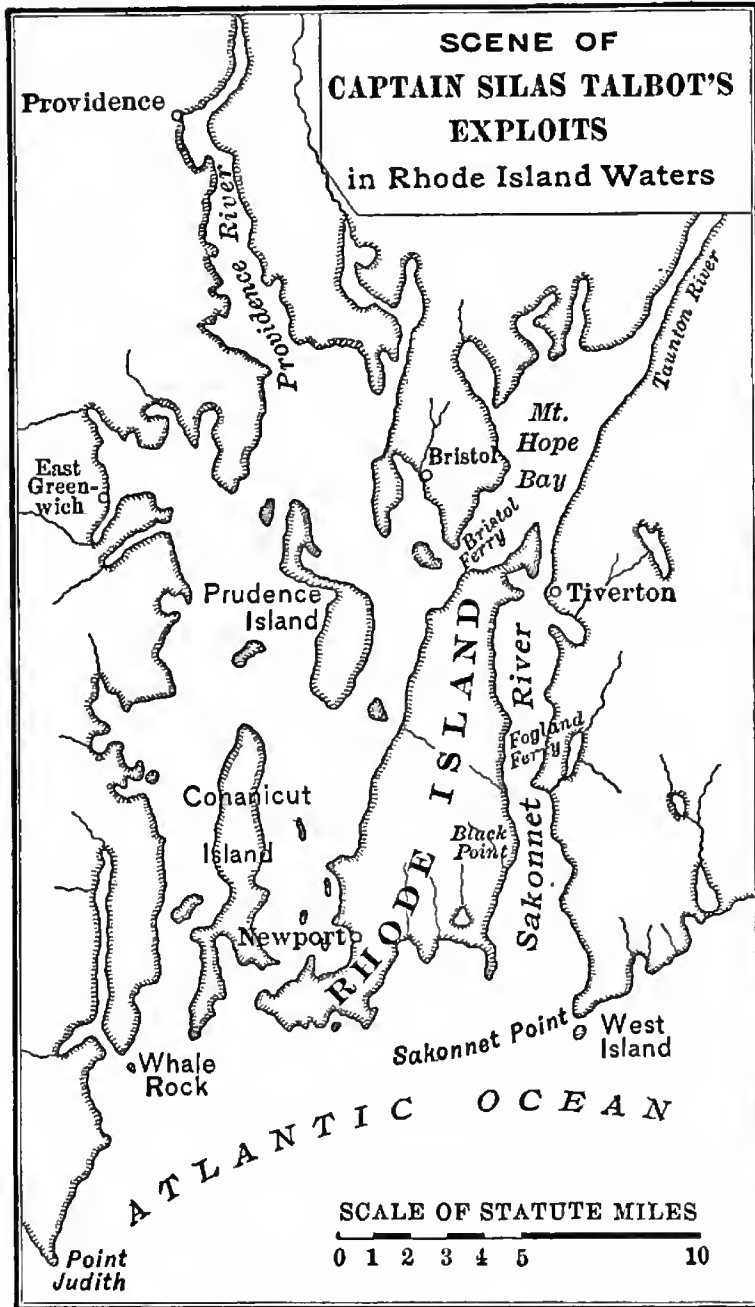 SCENE OF
CAPTAIN SILAS TALBOT'S
EXPLOITS
in Rhode Island Waters
Providence
Providence River
Taunton River
Mt.
Hope
Bay
Bristol
East
Green-
wich
Bristol
Ferry
Prudence
Island
Tiverton
RHODE ISLAND
Sakonnet River
Fogland
Ferry
Conanicut
Island
Black
Point
Newport
Sakonnet Point
West
Island
Whale
Rock
ATLANTIC OCEAN
Point
Judith
SCALE OF STATUTE MILES
0 1 2 3 4 5 10